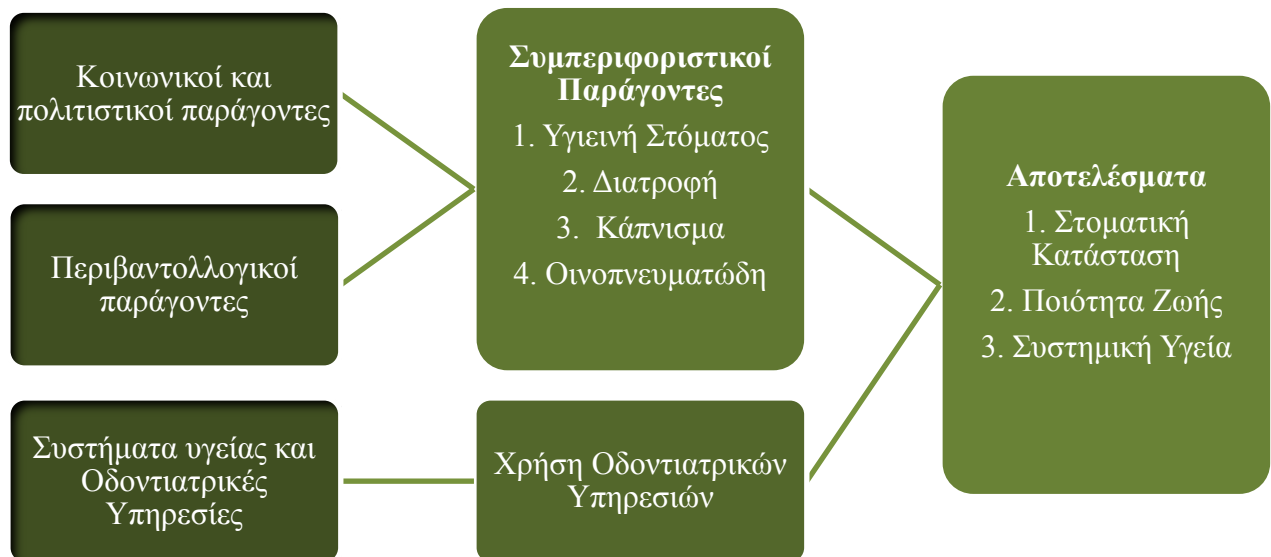 Κοινωνικοί και
πολιτιστικοί παράγοντες
Περιβαντολλογικοί
παράγοντες
Συστήματα υγείας και
Οδοντιατρικές
Υπηρεσίες
Συμπεριφοριστικοί
Παράγοντες
1. Υγιεινή Στόματος
2. Διατροφή
3. Κάπνισμα
4. Οινοπνευματώδη
Χρήση Οδοντιατρικών
Υπηρεσιών
Αποτελέσματα
1. Στοματική
Κατάσταση
2. Ποιότητα Ζωής
3. Συστημική Υγεία